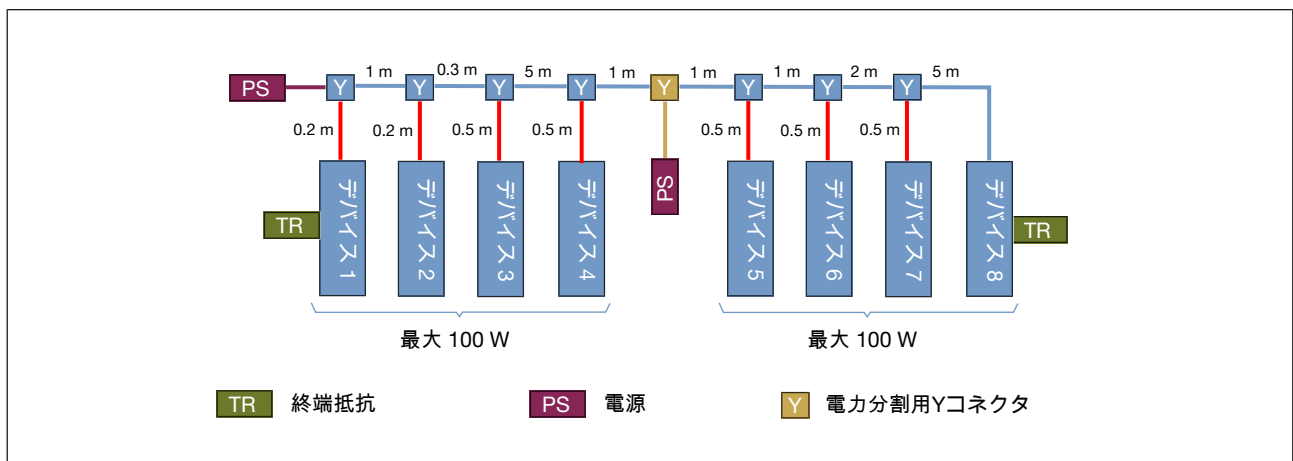 1 m
0.3 m
5 m
1 m
1 m
1 m
2 m
5 m
PS
Y
Y
Y
Y
Y
Y
Y
Y
0.2 m
0.2 m
0.5 m
0.5 m
0.5 m
0.5 m
0.5 m
PS
TR
デバイス 1
デバイス 2
デバイス 3
デバイス 4
デバイス 5
デバイス 6
デバイス 7
デバイス 8
TR
最大 100 W
最大 100 W
TR 終端抵抗
PS 電源
Y 電力分割用Yコネクタ